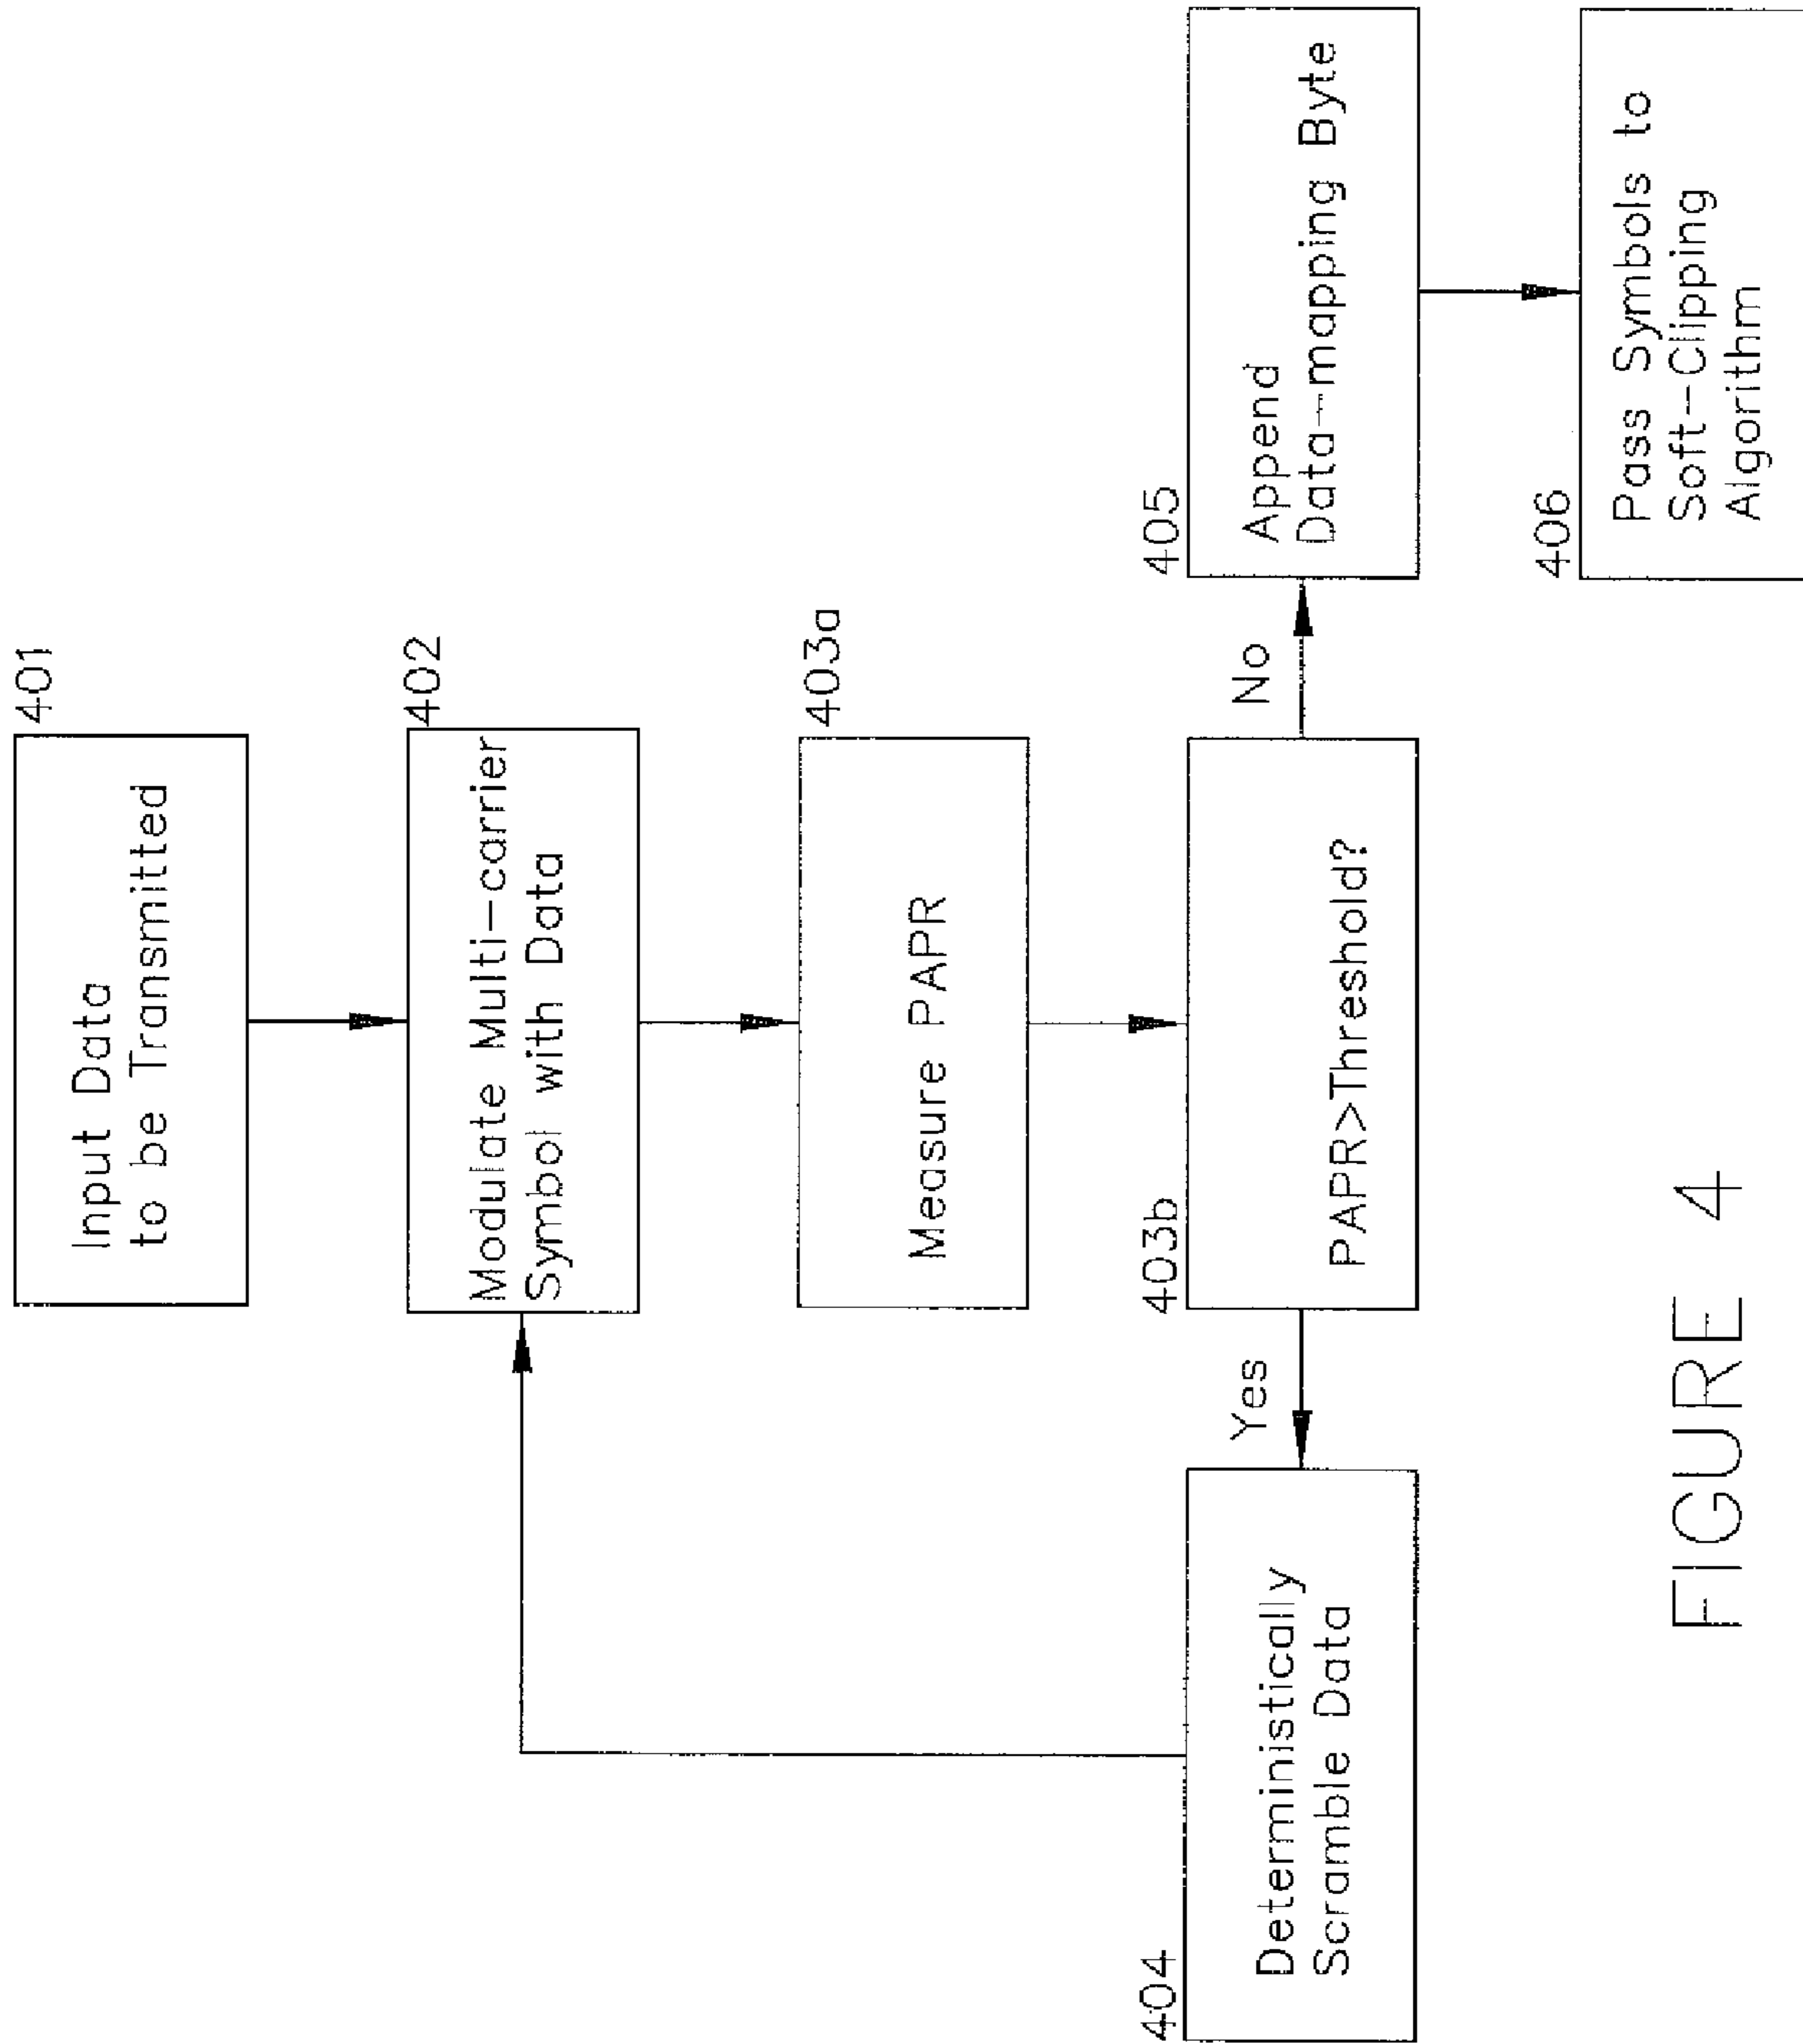 401
Input Data
to be Transmitted
402
Modulate Multi-carrier
Symbol with Data
403a
Measure PAPR
403b
PAPR>Threshold?
Yes
No
404
Deterministically
Scramble Data
405
Append
Data-mapping Byte
406
Pass Symbols to
Soft-Clipping
Algorithm
FIGURE 4